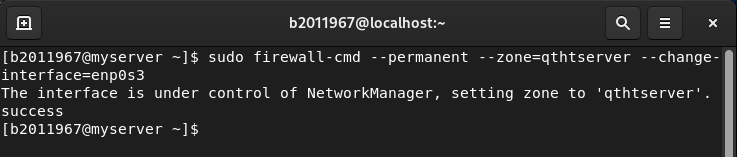 b2011967@localhost:~
[b2011967@myserver ~]$ sudo firewall-cmd --permanent --zone=qthtserver --change-
interface=enp0s3
The interface is under control of NetworkManager, setting zone to 'qthtserver'.
success
[b2011967@myserver ~]$